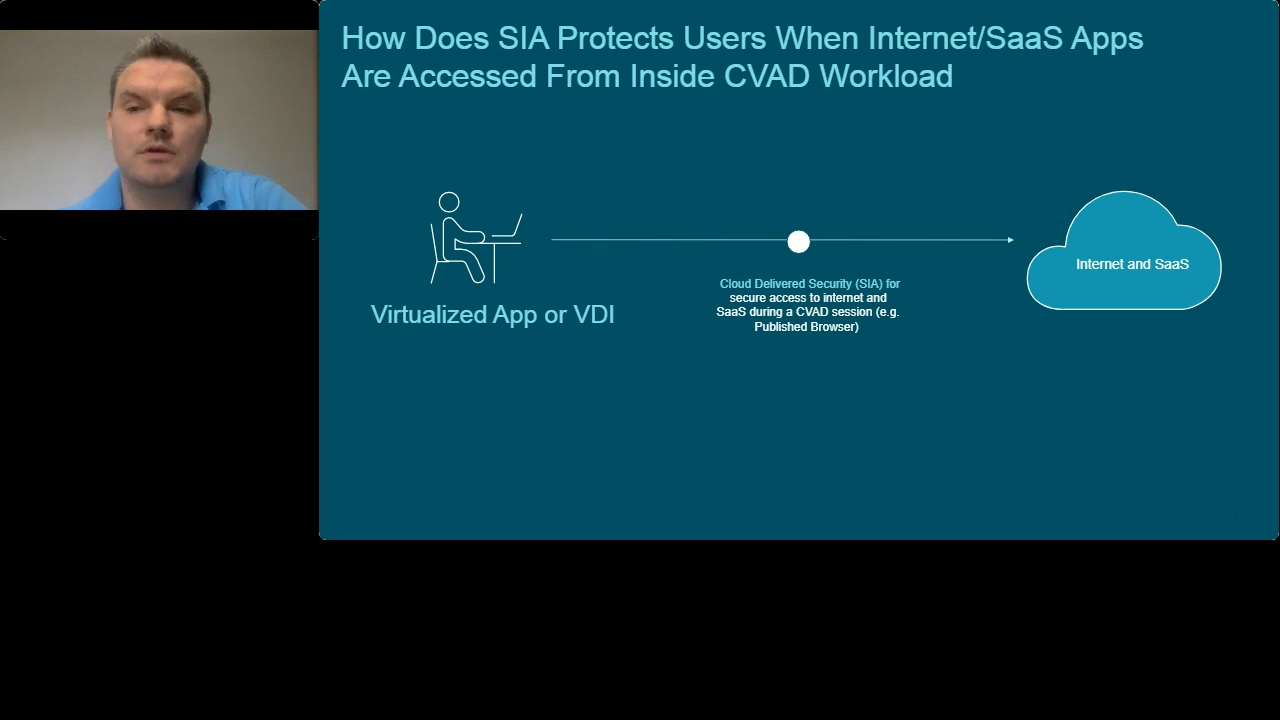 How Does SIA Protects Users When Internet/SaaS Apps
Are Accessed From Inside CVAD Workload
Virtualized App or VDI
Cloud Delivered Security (SIA) for
secure access to internet and
SaaS during a CVAD session (e.g.
Published Browser)
Internet and SaaS